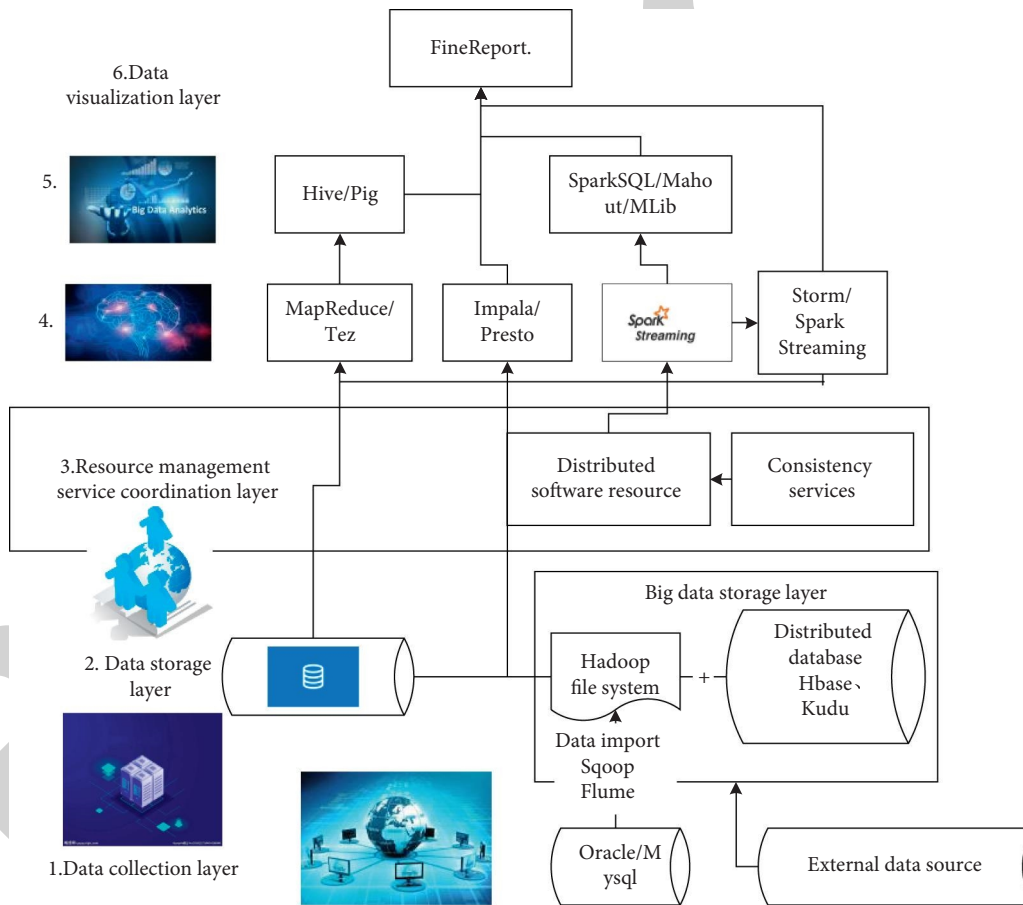 FineReport.
6.Data
visualization layer
5.
Big Data Analytics
Hive/Pig
SparkSQL/Maho
ut/MLib
4.
MapReduce/
Tez
Impala/
Presto
Spark
Streaming
Storm/
Spark
Streaming
3.Resource management
service coordination layer
Distributed
software resource
Consistency
services
Big data storage layer
2. Data storage
layer
Hadoop
file system
+
Distributed
database
Hbase、
Kudu
Data import
Sqoop
Flume
1.Data collection layer
Oracle/M
ysql
External data source